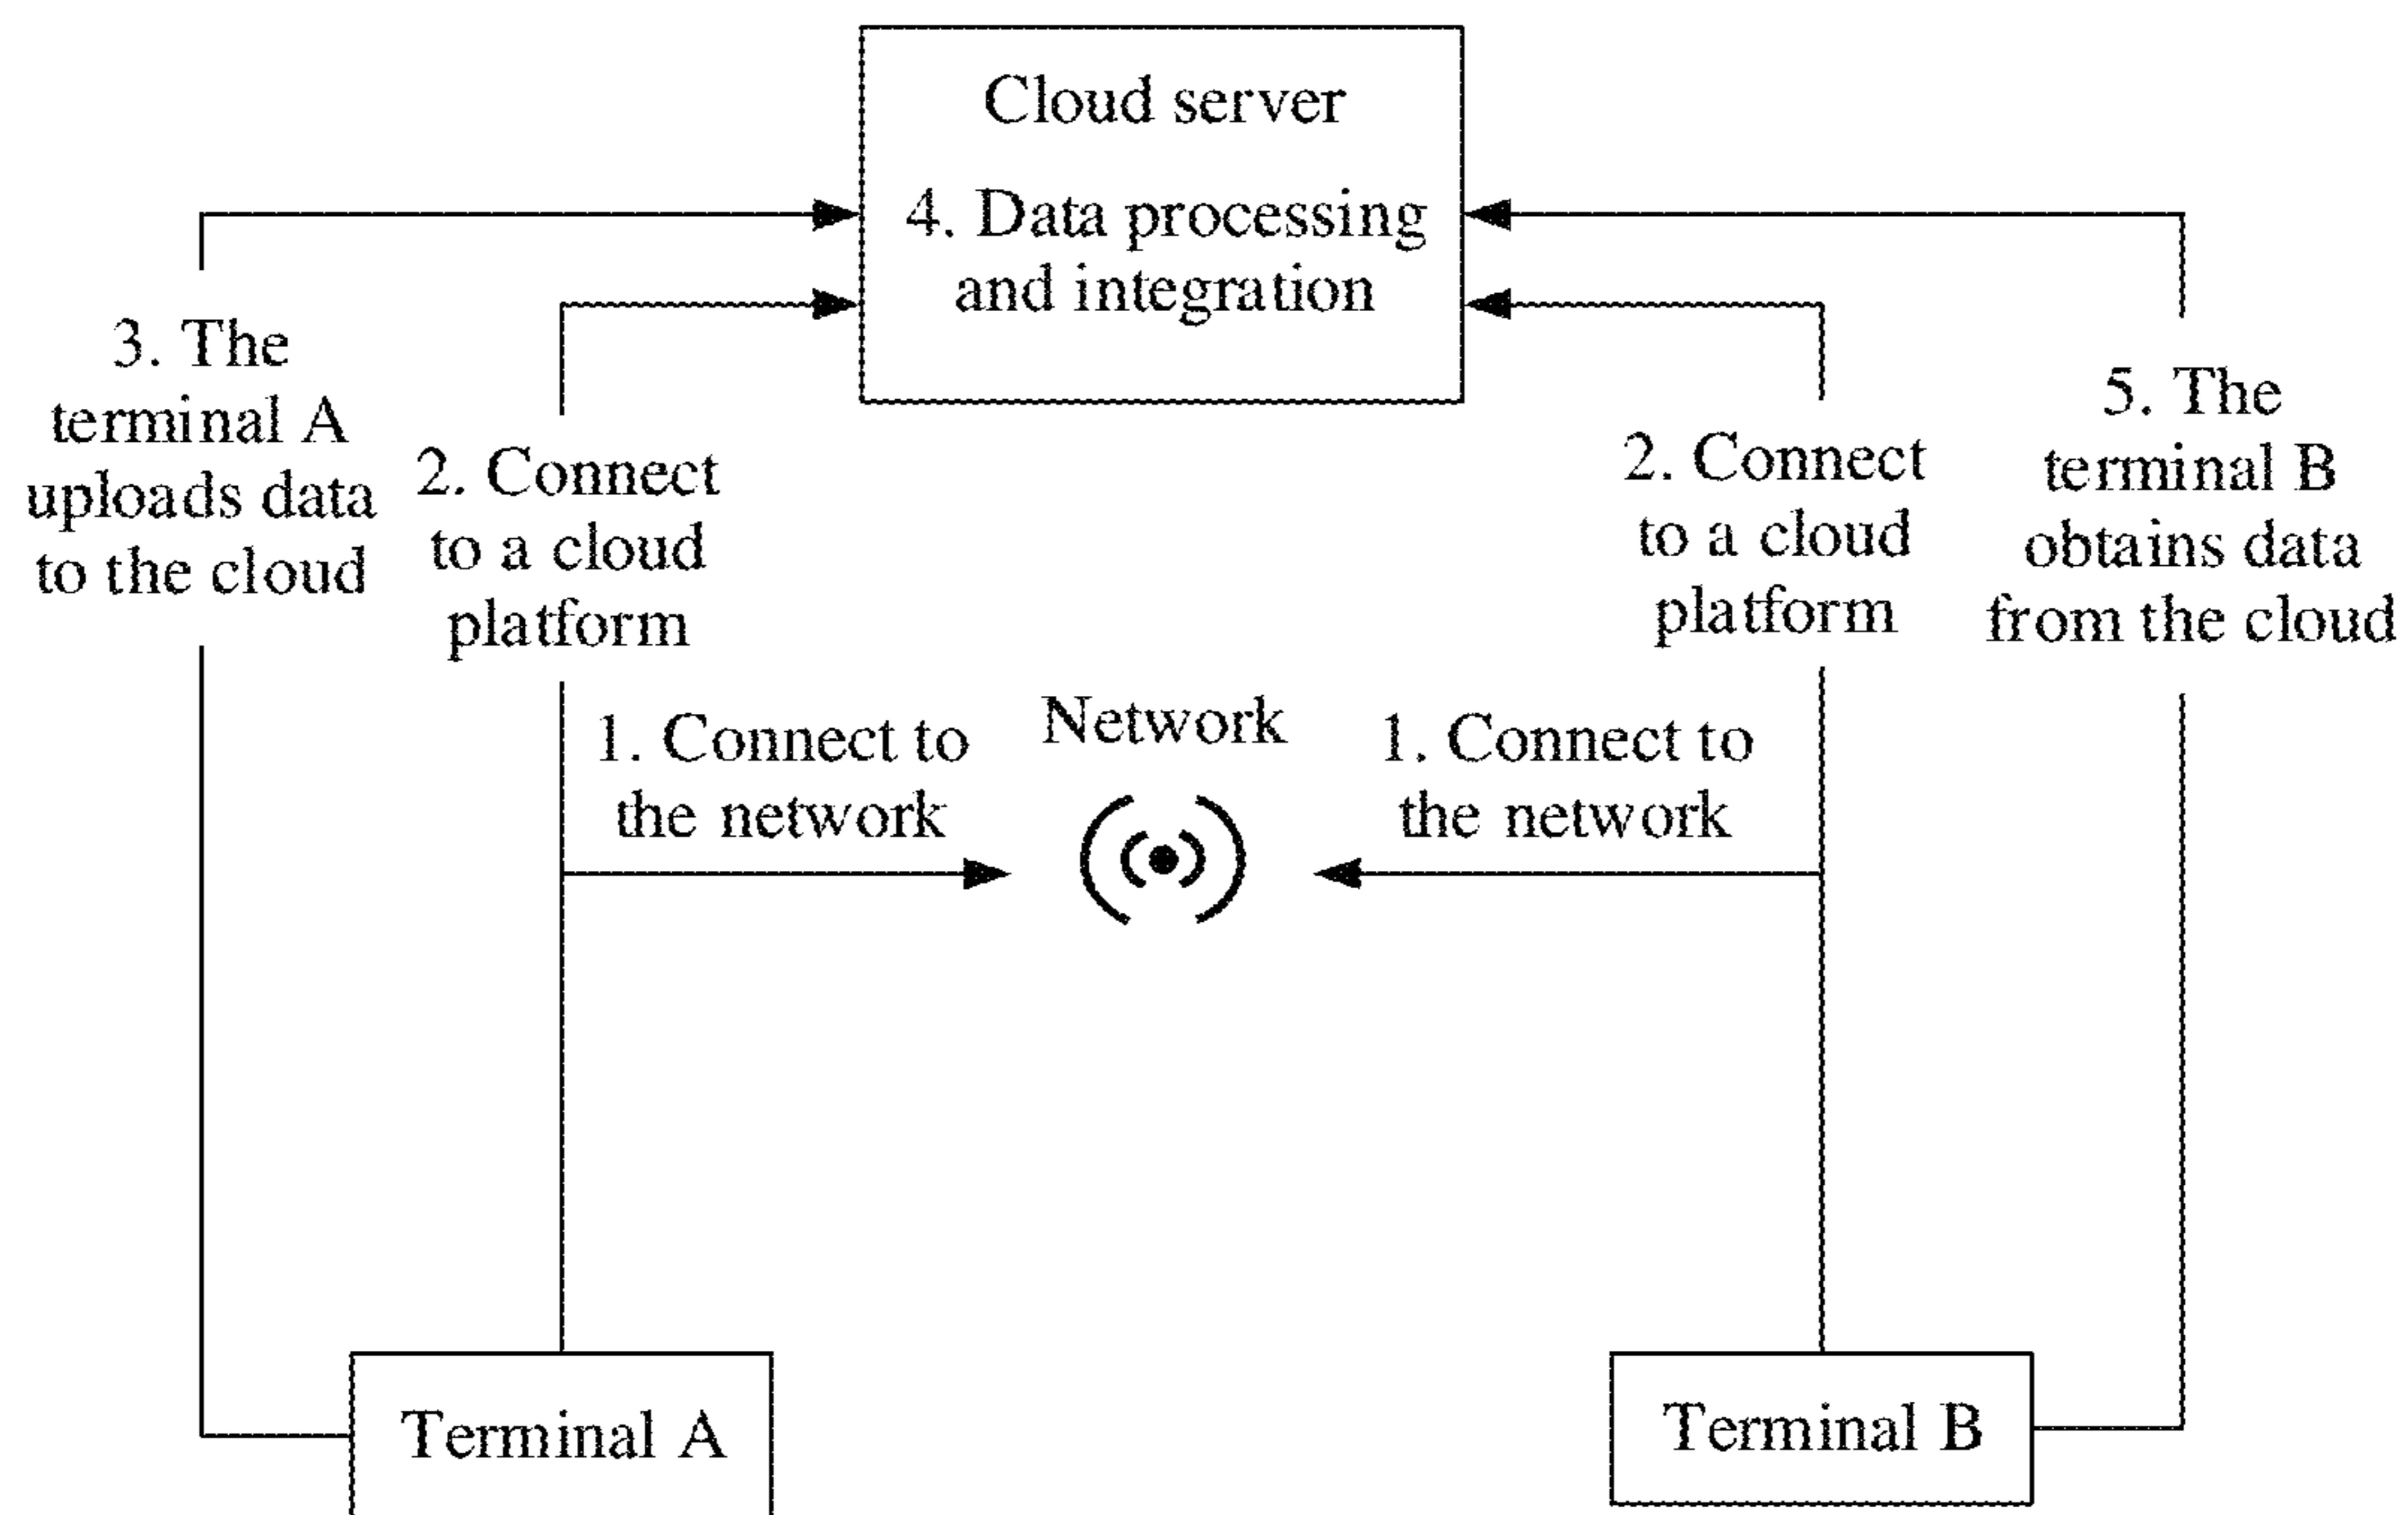 Cloud server
4. Data processing
and integration
3. The
terminal A
uploads data
to the cloud
2. Connect
to a cloud
platform
2. Connect
to a cloud
platform
5. The
terminal B
obtains data
from the cloud
1. Connect to
the network
Network
1. Connect to
the network
Terminal A
Terminal B